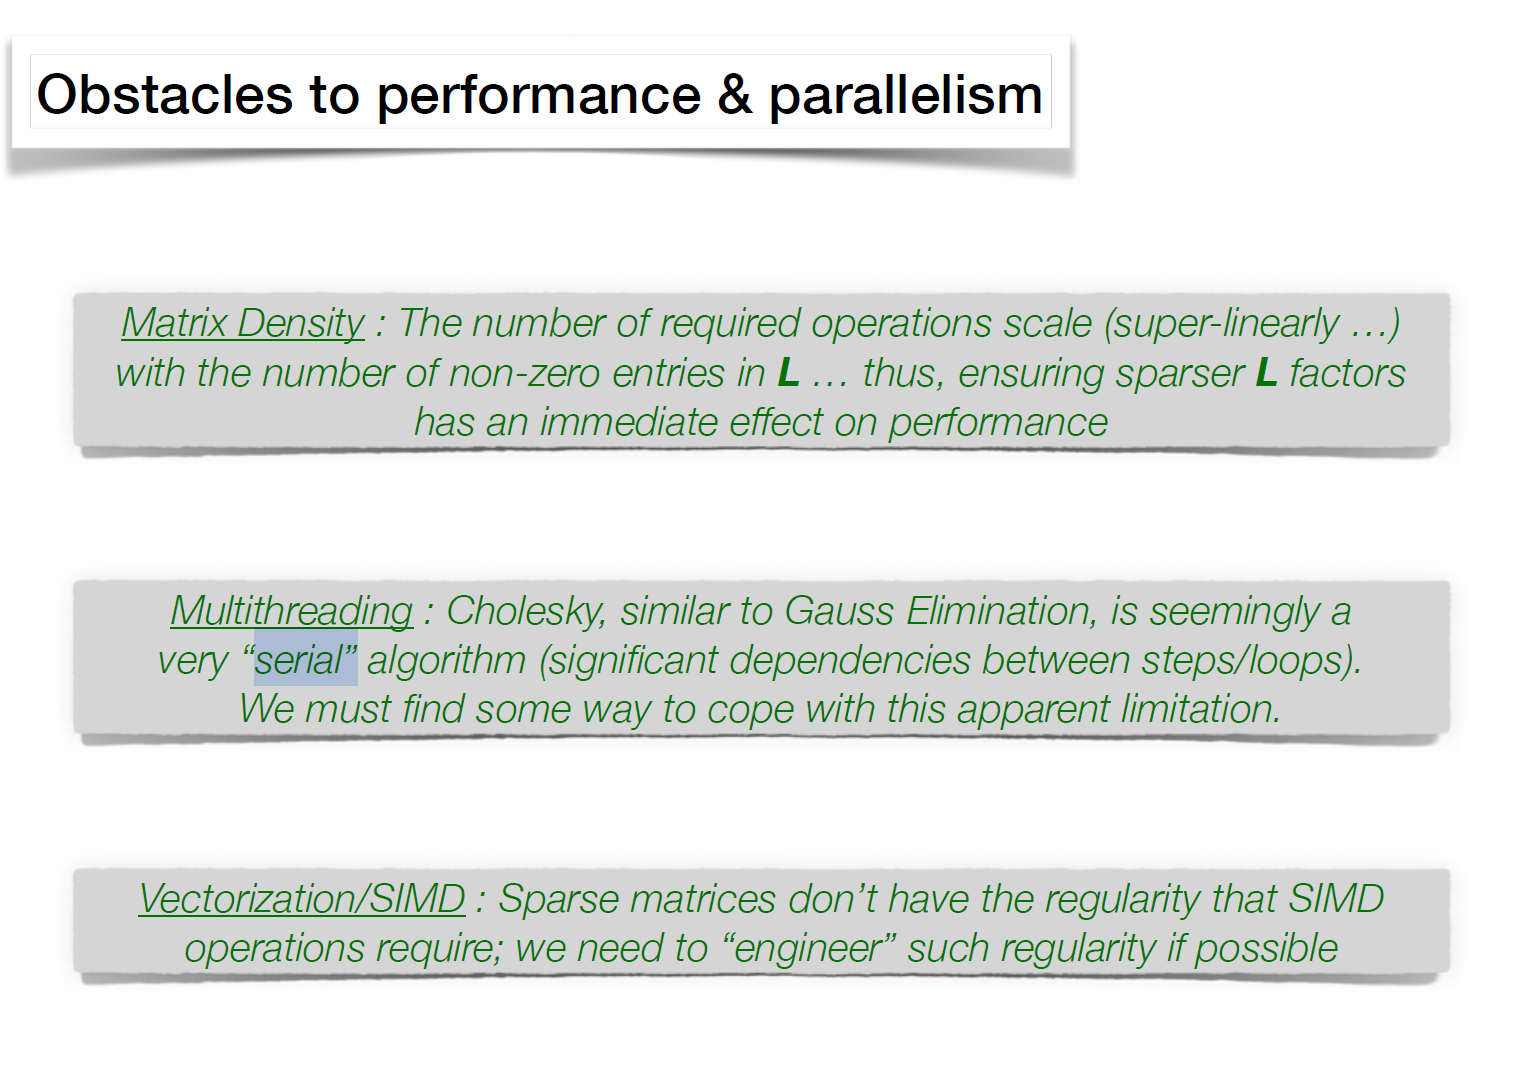 Obstacles to performance & parallelism
Matrix Density : The number of required operations scale (super-linearly …)
with the number of non-zero entries in L … thus, ensuring sparser L factors
has an immediate effect on performance
Multithreading : Cholesky, similar to Gauss Elimination, is seemingly a
very “serial” algorithm (significant dependencies between steps/loops).
We must find some way to cope with this apparent limitation.
Vectorization/SIMD : Sparse matrices don’t have the regularity that SIMD
operations require; we need to “engineer” such regularity if possible